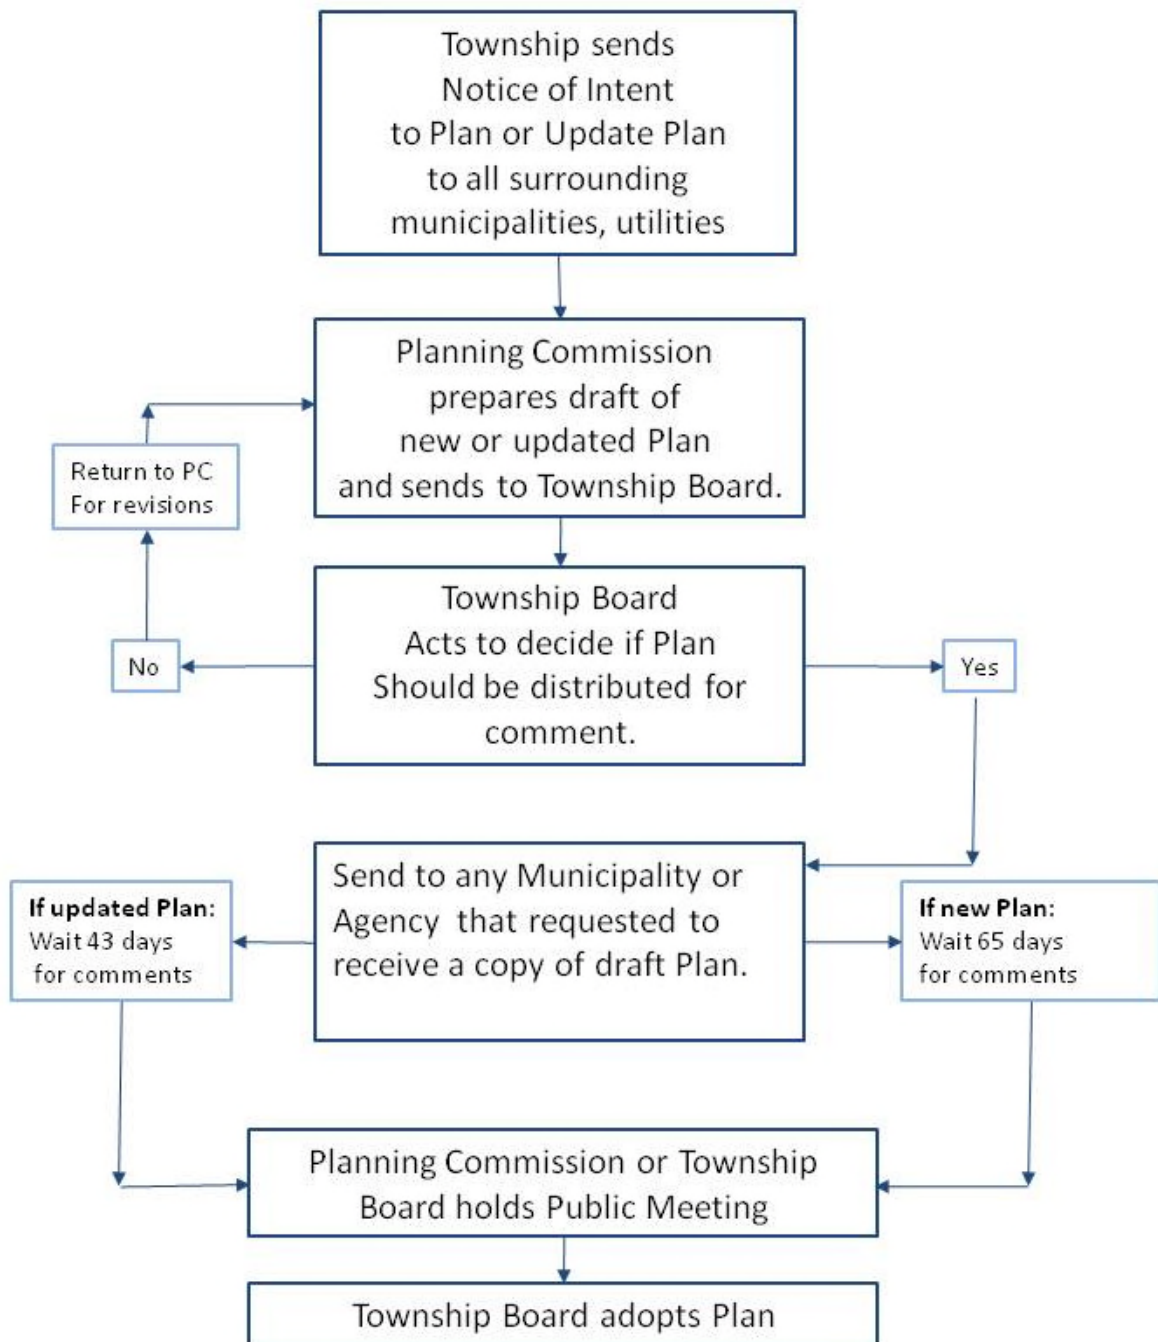 Township sends
Notice of Intent
to Plan or Update Plan
to all surrounding
municipalities, utilities
Planning Commission
prepares draft of
new or updated Plan
and sends to Township Board.
Return to PC
For revisions
Township Board
Acts to decide if Plan
Should be distributed for
comment.
No
Yes
Send to any Municipality or
Agency that requested to
receive a copy of draft Plan.
If updated Plan:
Wait 43 days
for comments
If new Plan:
Wait 65 days
for comments
Planning Commission or Township
Board holds Public Meeting
Township Board adopts Plan